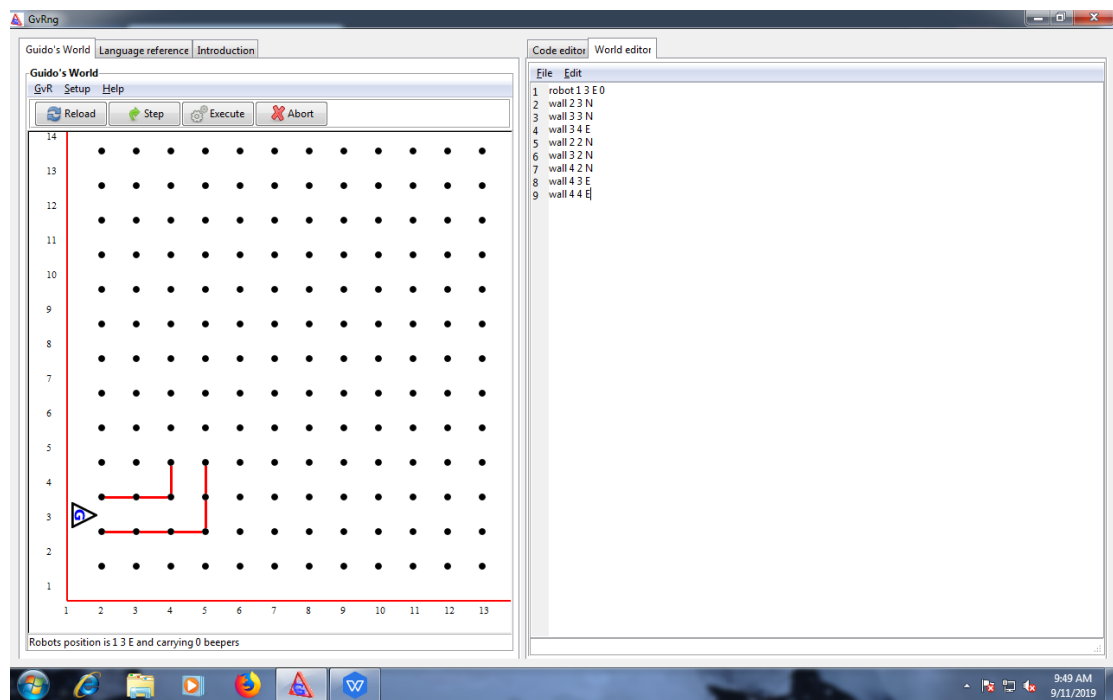 GvRng
Guido's World Language reference Introduction
Guido's World
GvR Setup Help
Reload Step Execute Abort
14
13
12
11
10
9
8
7
6
5
4
3
G
2
1
1 2 3 4 5 6 7 8 9 10 11 12 13
Robots position is 1 3 E and carrying 0 beepers
Code editor World editor
File Edit
1 robot 1 3 E 0
2 wall 2 3 N
3 wall 3 3 N
4 wall 3 4 E
5 wall 2 2 N
6 wall 3 2 N
7 wall 4 2 N
8 wall 4 3 E
9 wall 4 4 E
9:49 AM
9/11/2019